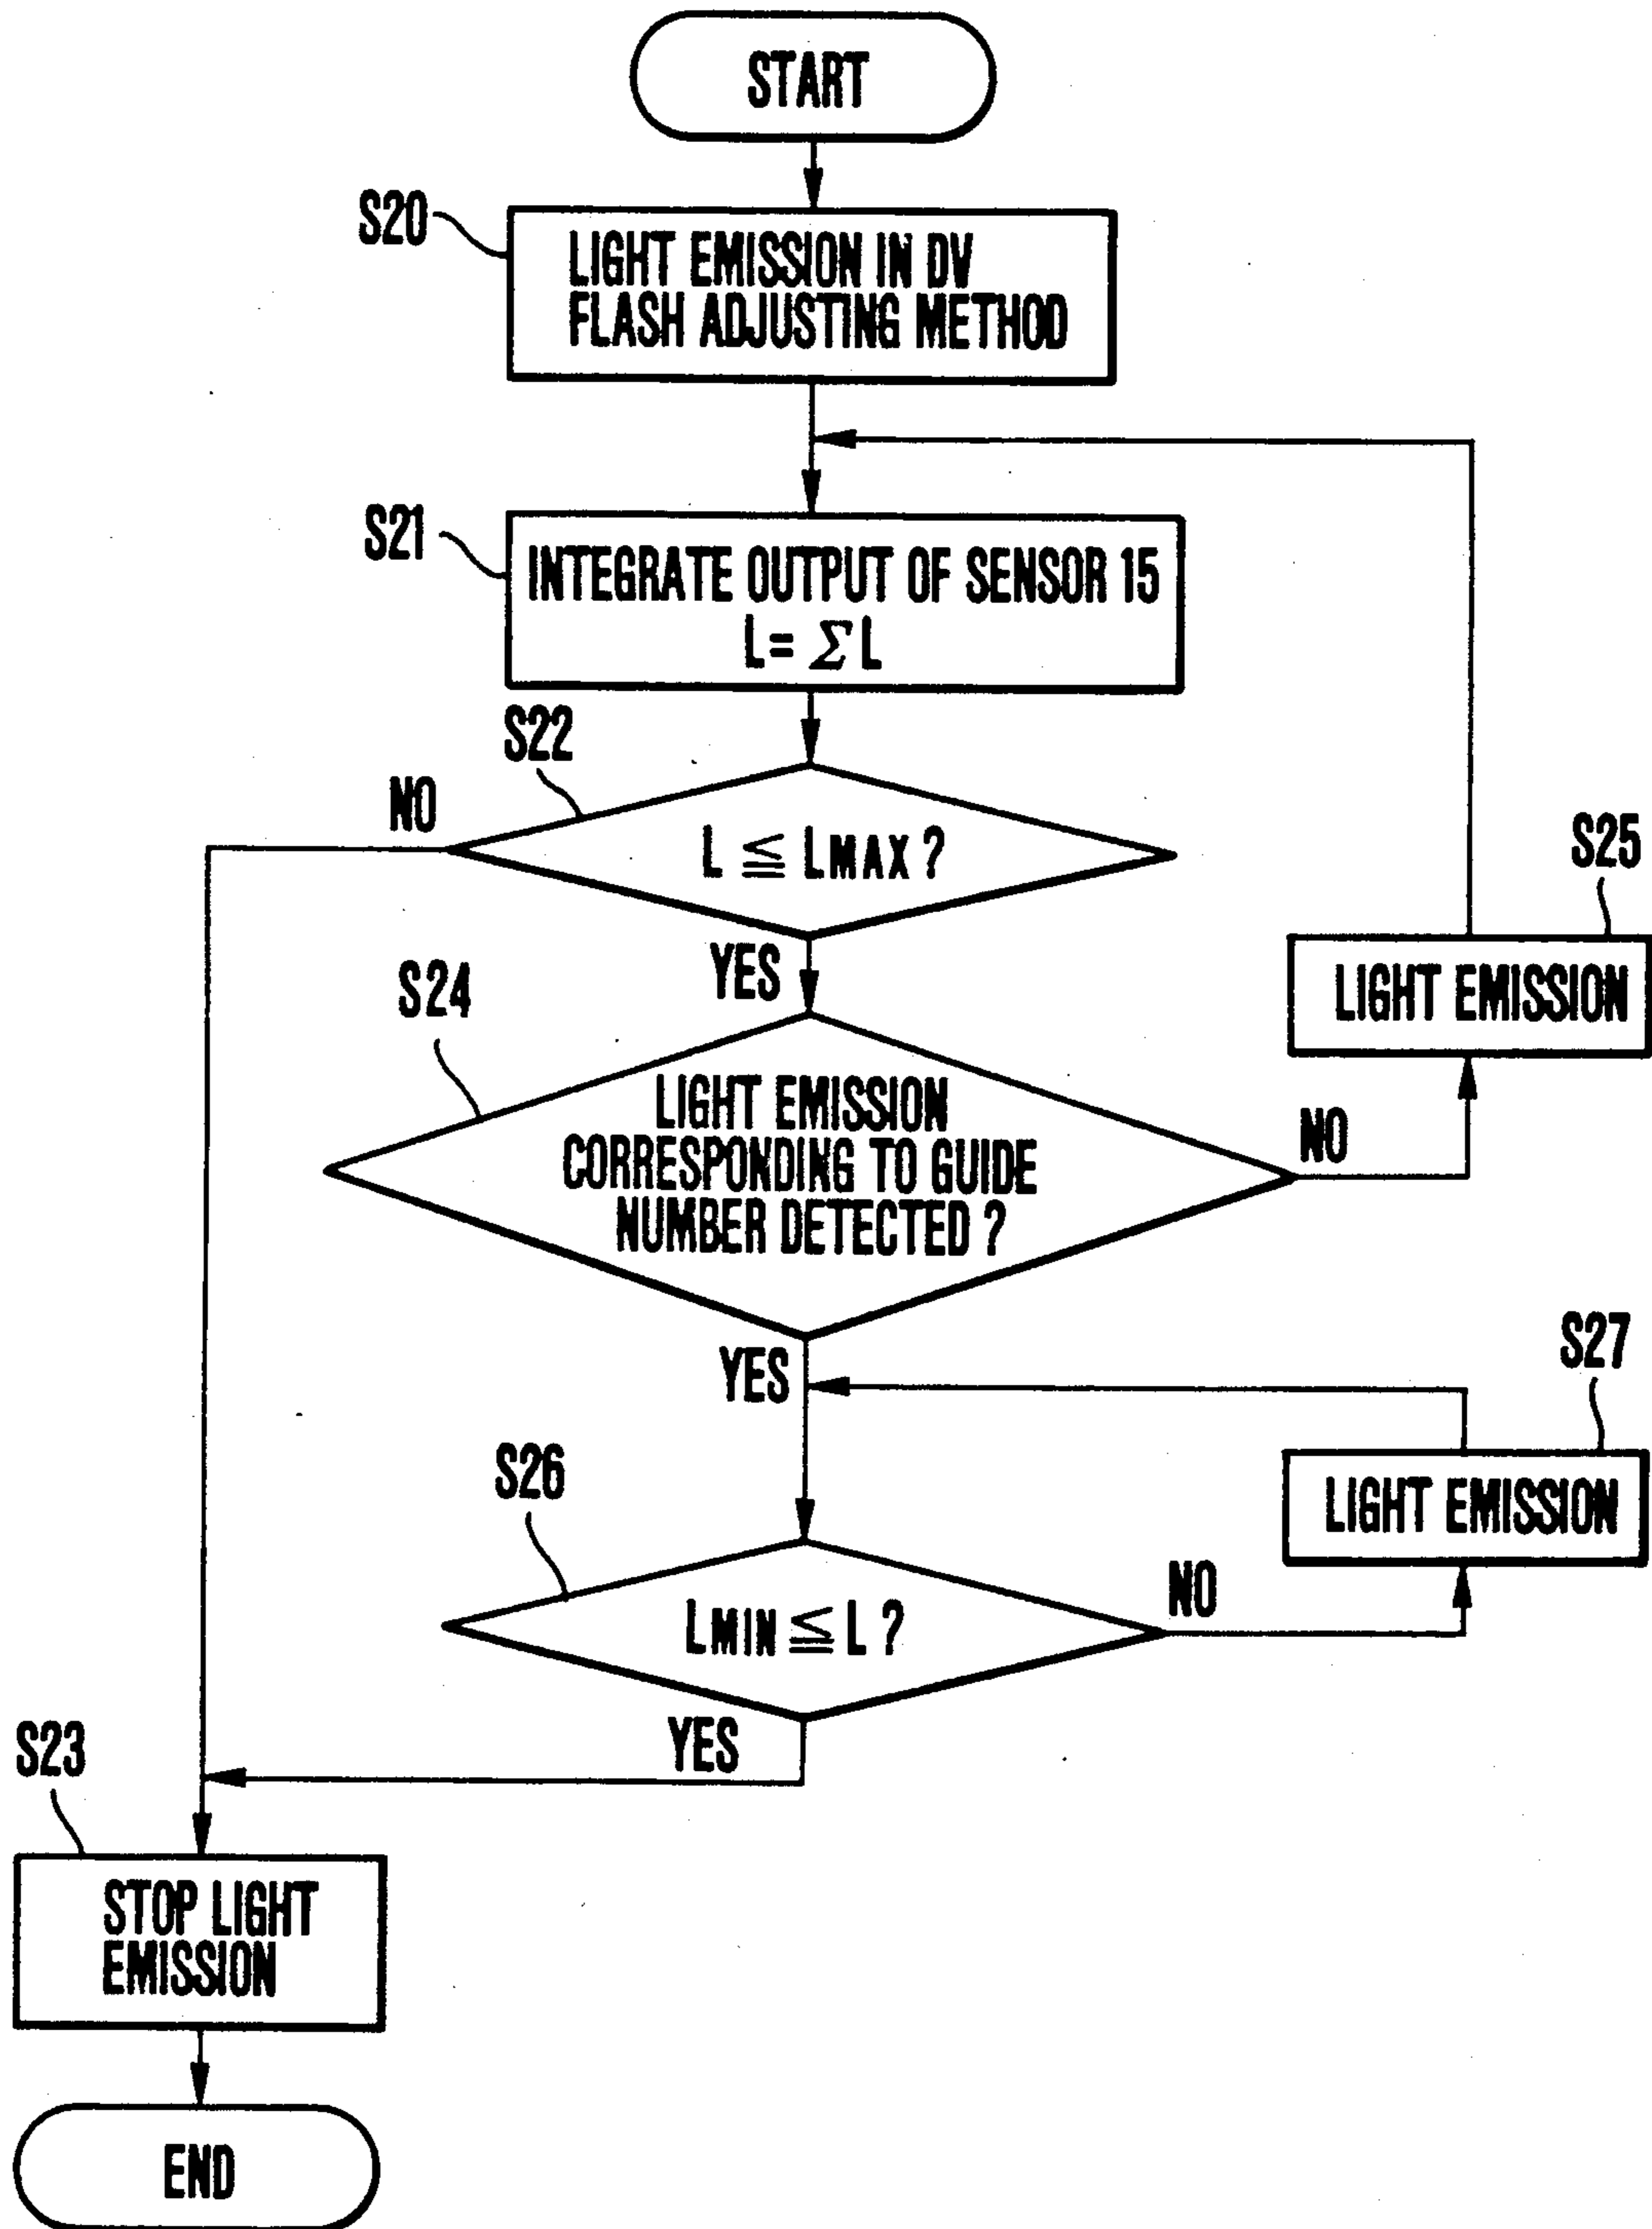 START
S20
LIGHT EMISSION IN DV
FLASH ADJUSTING METHOD
S21
INTEGRATE OUTPUT OF SENSOR 15
L = ΣL
S22
NO
L ≦ LMAX ?
YES
S25
LIGHT EMISSION
S24
LIGHT EMISSION
CORRESPONDING TO GUIDE
NUMBER DETECTED ?
NO
YES
S27
LIGHT EMISSION
S26
LMIN ≦ L ?
NO
YES
S23
STOP LIGHT
EMISSION
END